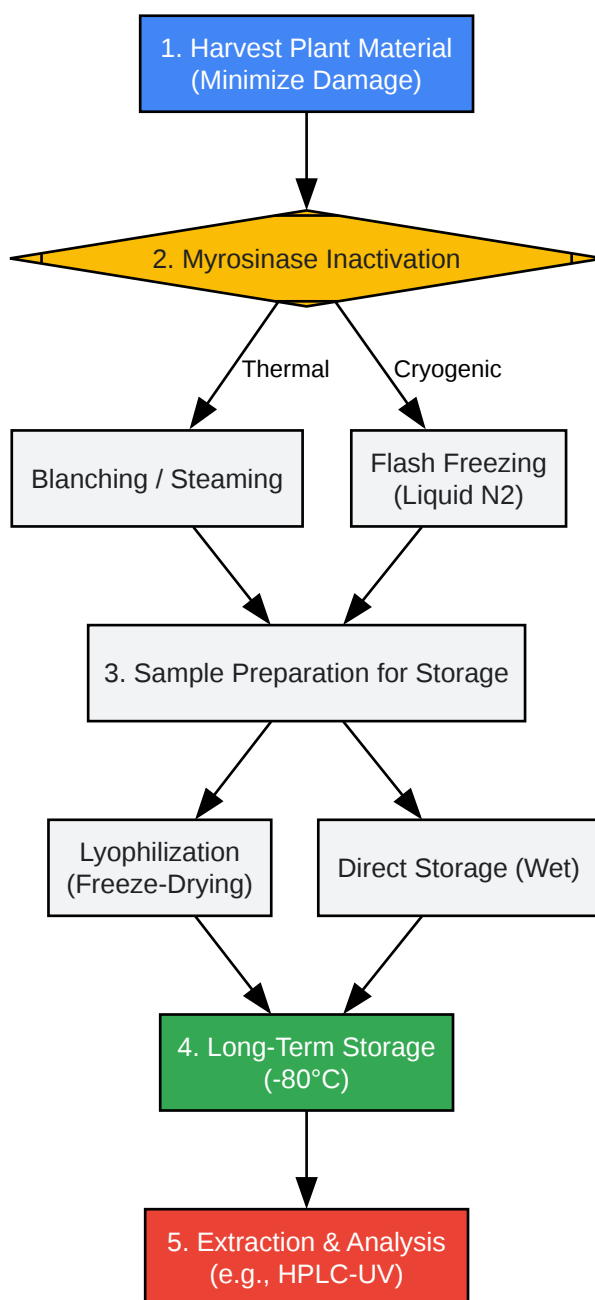 1. Harvest Plant Material
(Minimize Damage)
2. Myrosinase Inactivation
Thermal
Cryogenic
Blanching / Steaming
Flash Freezing
(Liquid N2)
3. Sample Preparation for Storage
Lyophilization
(Freeze-Drying)
Direct Storage (Wet)
4. Long-Term Storage
(-80°C)
5. Extraction & Analysis
(e.g., HPLC-UV)